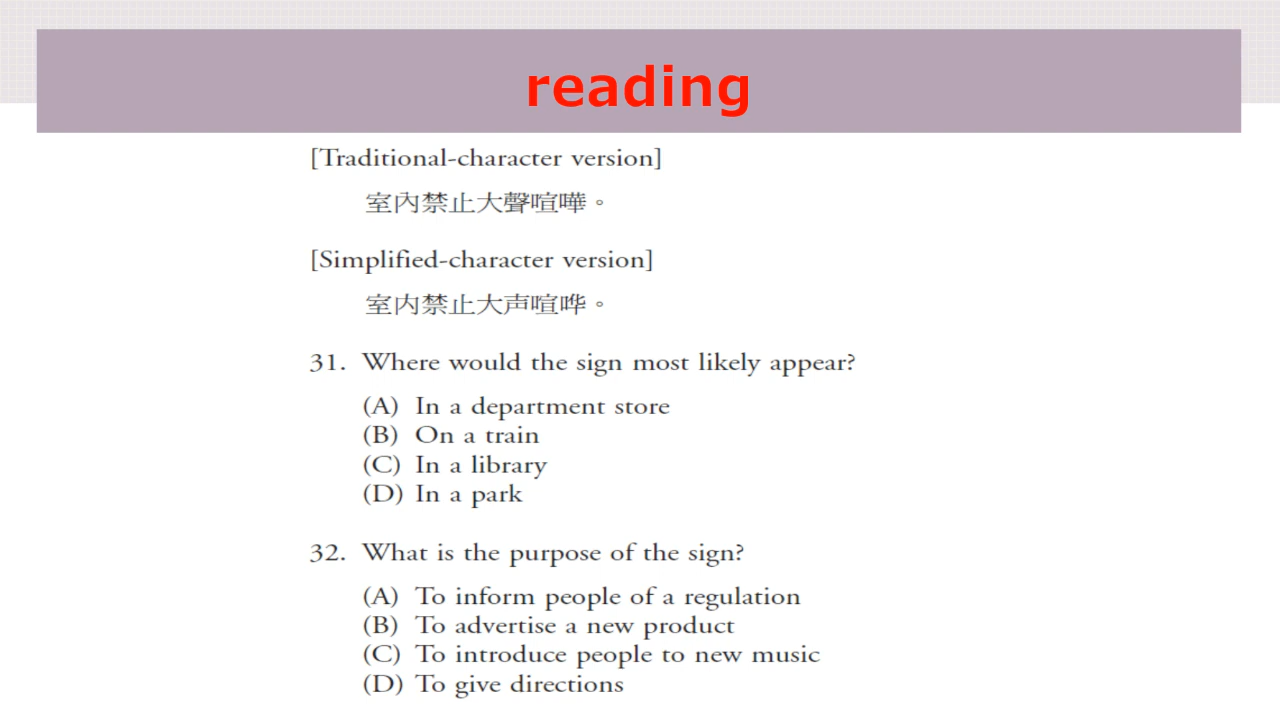 reading
[Traditional-character version]
室內禁止大聲喧嘩。
[Simplified-character version]
室内禁止大声喧哗。
31. Where would the sign most likely appear?
(A) In a department store
(B) On a train
(C) In a library
(D) In a park
32. What is the purpose of the sign?
(A) To inform people of a regulation
(B) To advertise a new product
(C) To introduce people to new music
(D) To give directions